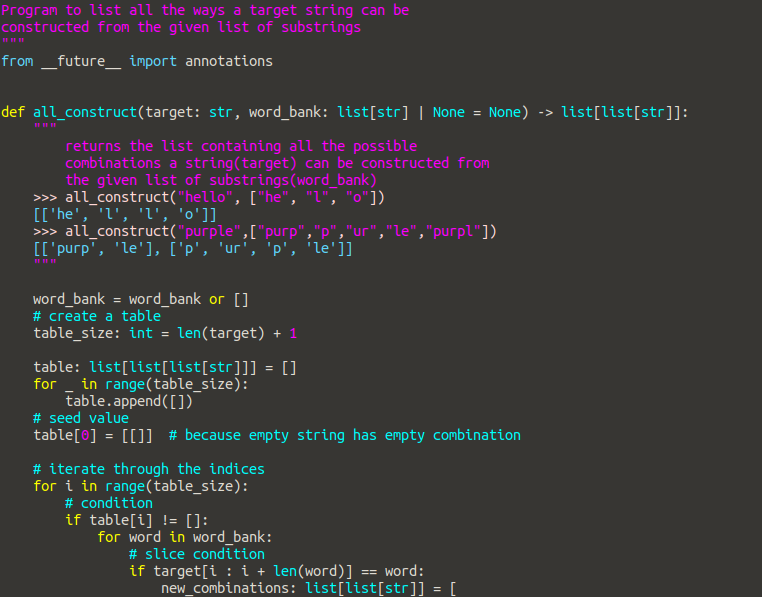 Program to list all the ways a target string can be
constructed from the given list of substrings
"""
from __future__ import annotations
def all_construct(target: str, word_bank: list[str] | None = None) -> list[list[str]]:
"""
returns the list containing all the possible
combinations a string(target) can be constructed from
the given list of substrings(word_bank)
>>> all_construct("hello", ["he", "l", "o"])
[['he', 'l', 'l', 'o']]
>>> all_construct("purple",["purp","p","ur","le","purpl"])
[['purp', 'le'], ['p', 'ur', 'p', 'le']]
"""
word_bank = word_bank or []
# create a table
table_size: int = len(target) + 1
table: list[list[list[str]]] = []
for _ in range(table_size):
table.append([])
# seed value
table[0] = [[]]  # because empty string has empty combination
# iterate through the indices
for i in range(table_size):
# condition
if table[i] != []:
for word in word_bank:
# slice condition
if target[i : i + len(word)] == word:
new_combinations: list[list[str]] = [